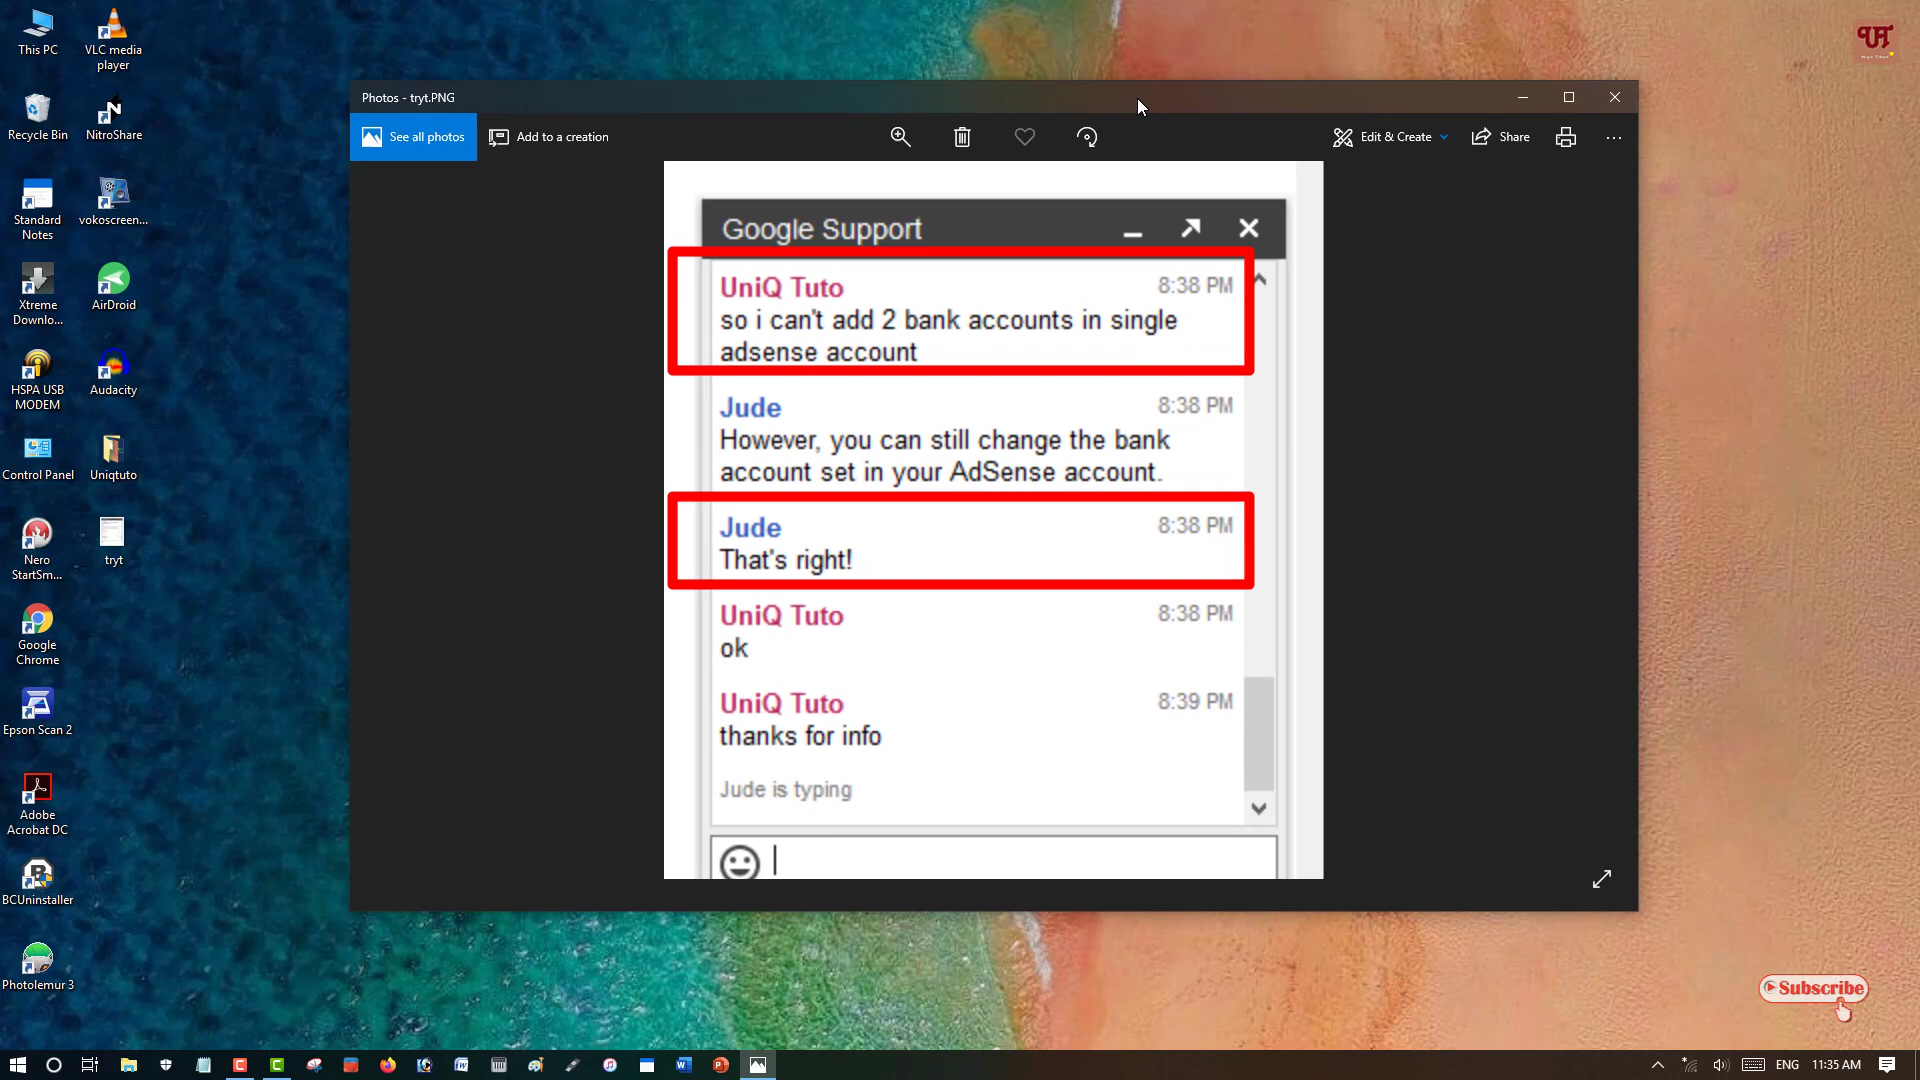 This PC
VLC media
player
Recycle Bin
NitroShare
Standard
Notes
vokoscreen...
Xtreme
Downlo...
AirDroid
HSPA USB
MODEM
Audacity
Control Panel
Uniqtuto
Nero
StartSm...
tryt
Google
Chrome
Epson Scan 2
Adobe
Acrobat DC
BCUninstaller
Photolemur 3
Photos - tryt.PNG
See all photos
Add to a creation
Edit & Create
Share
Google Support
UniQ Tuto 8:38 PM
so i can't add 2 bank accounts in single
adsense account
Jude 8:38 PM
However, you can still change the bank
account set in your AdSense account.
Jude 8:38 PM
That's right!
UniQ Tuto 8:38 PM
ok
UniQ Tuto 8:39 PM
thanks for info
Jude is typing
Subscribe
ENG 11:35 AM